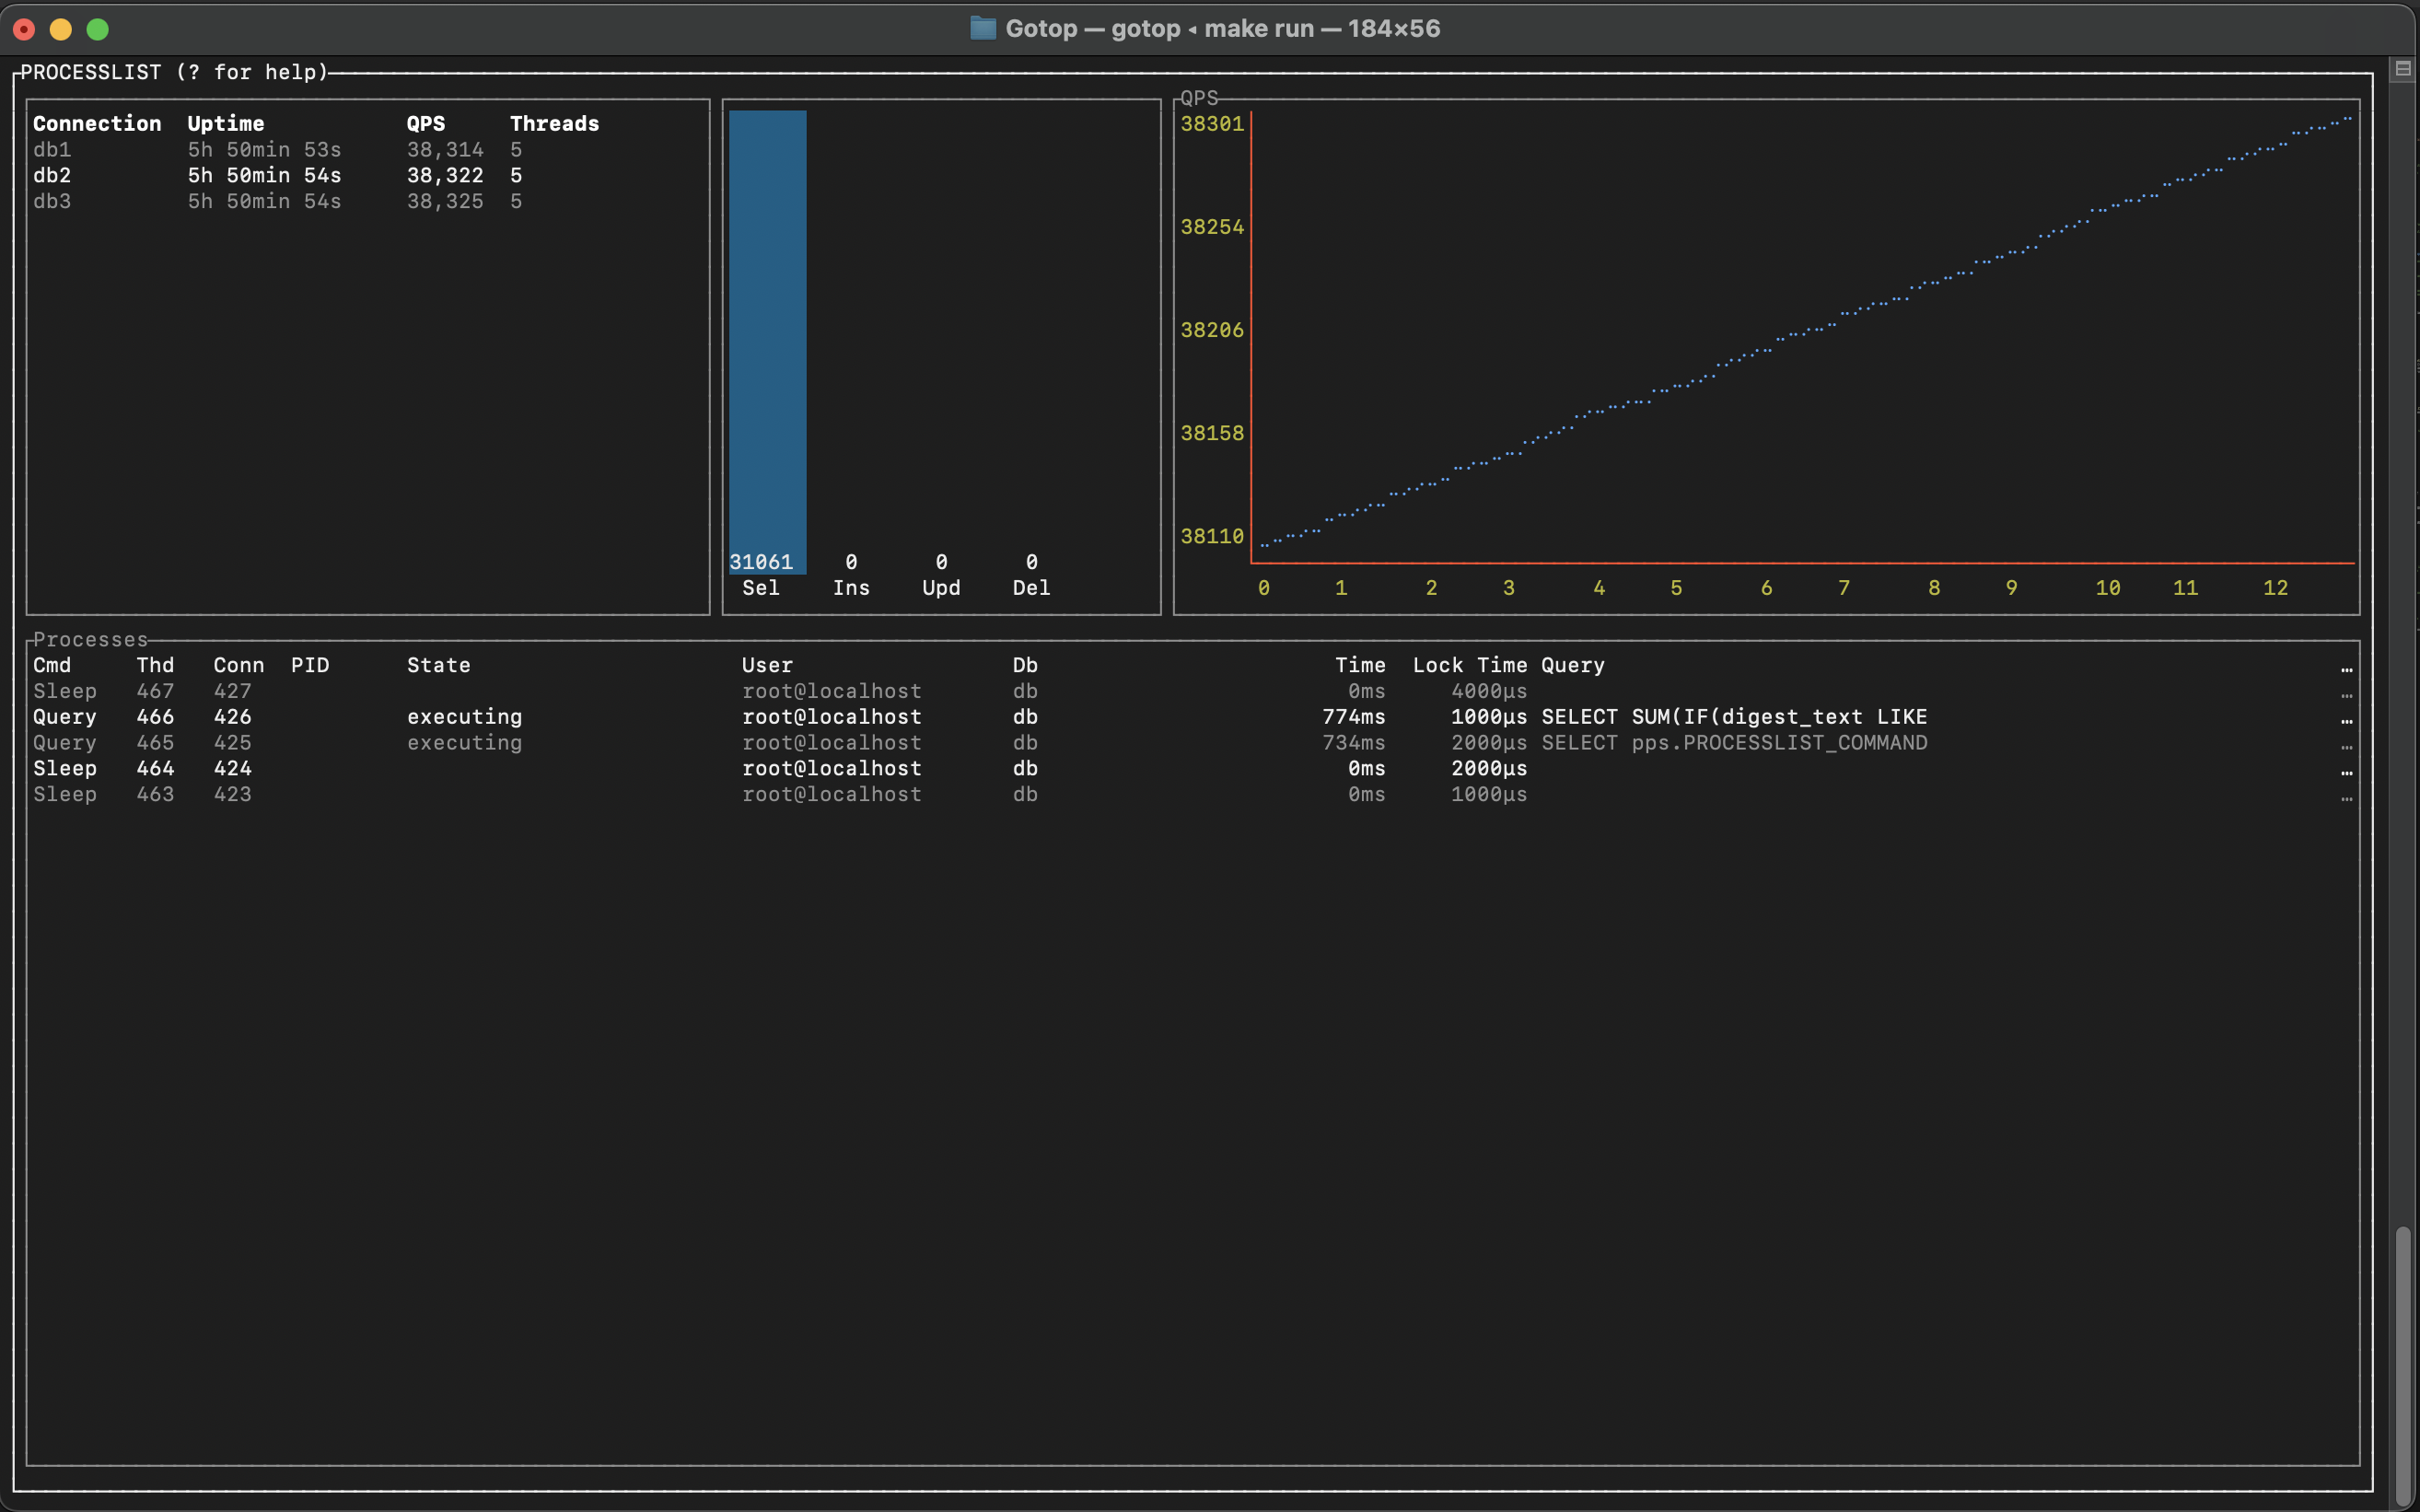 Gotop — gotop ◂ make run — 184×56
PROCESSLIST (? for help)
Connection Uptime QPS Threads
db1 5h 50min 53s 38,314 5
db2 5h 50min 54s 38,322 5
db3 5h 50min 54s 38,325 5
31061 0 0 0
Sel Ins Upd Del
QPS
38301
38254
38206
38158
38110
0 1 2 3 4 5 6 7 8 9 10 11 12
Processes
Cmd Thd Conn PID State User Db Time Lock Time Query …
Sleep 467 427 root@localhost db 0ms 4000µs …
Query 466 426 executing root@localhost db 774ms 1000µs SELECT SUM(IF(digest_text LIKE …
Query 465 425 executing root@localhost db 734ms 2000µs SELECT pps.PROCESSLIST_COMMAND …
Sleep 464 424 root@localhost db 0ms 2000µs …
Sleep 463 423 root@localhost db 0ms 1000µs …